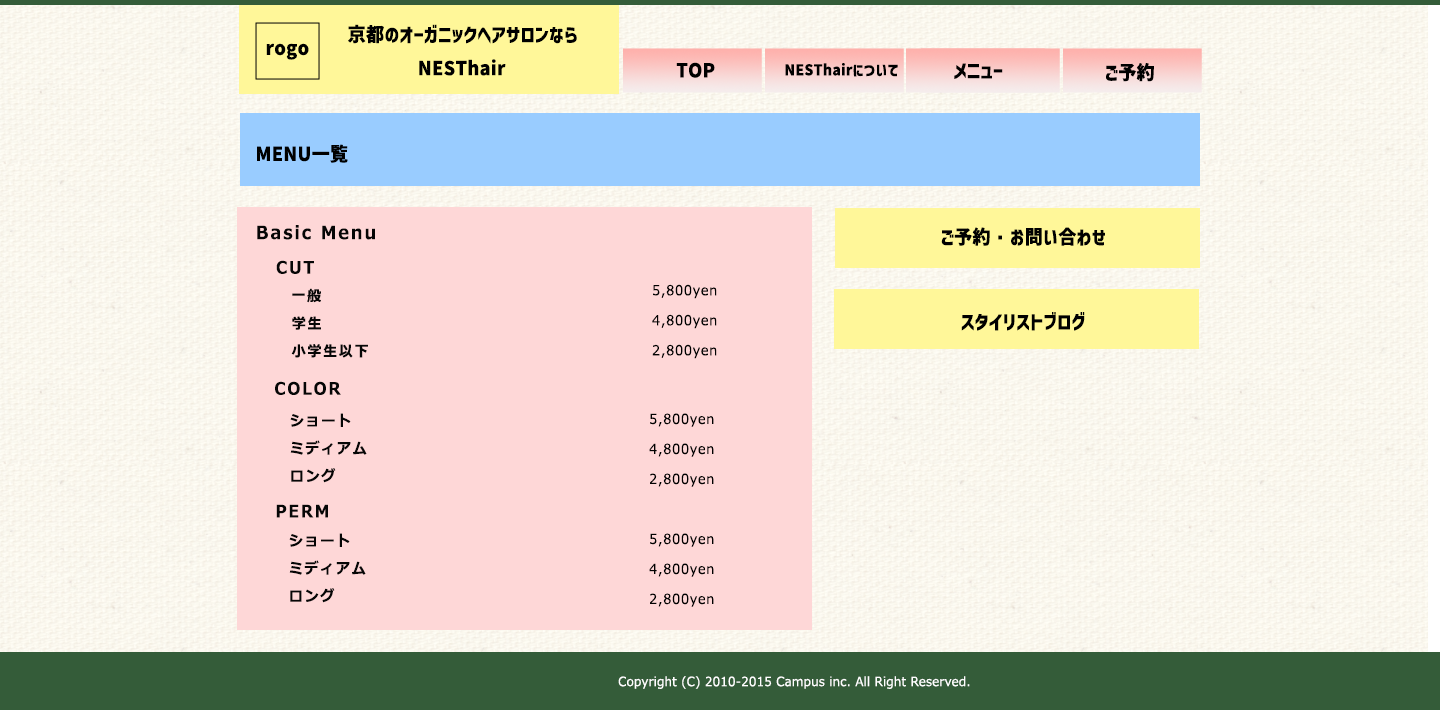 rogo
京都のオーガニックヘアサロンなら
NESThair
TOP
NESThairについて
メニュー
ご予約
MENU一覧
Basic Menu
CUT
一般 5,800yen
学生 4,800yen
小学生以下 2,800yen
COLOR
ショート 5,800yen
ミディアム 4,800yen
ロング 2,800yen
PERM
ショート 5,800yen
ミディアム 4,800yen
ロング 2,800yen
ご予約・お問い合わせ
スタイリストブログ
Copyright (C) 2010-2015 Campus inc. All Right Reserved.